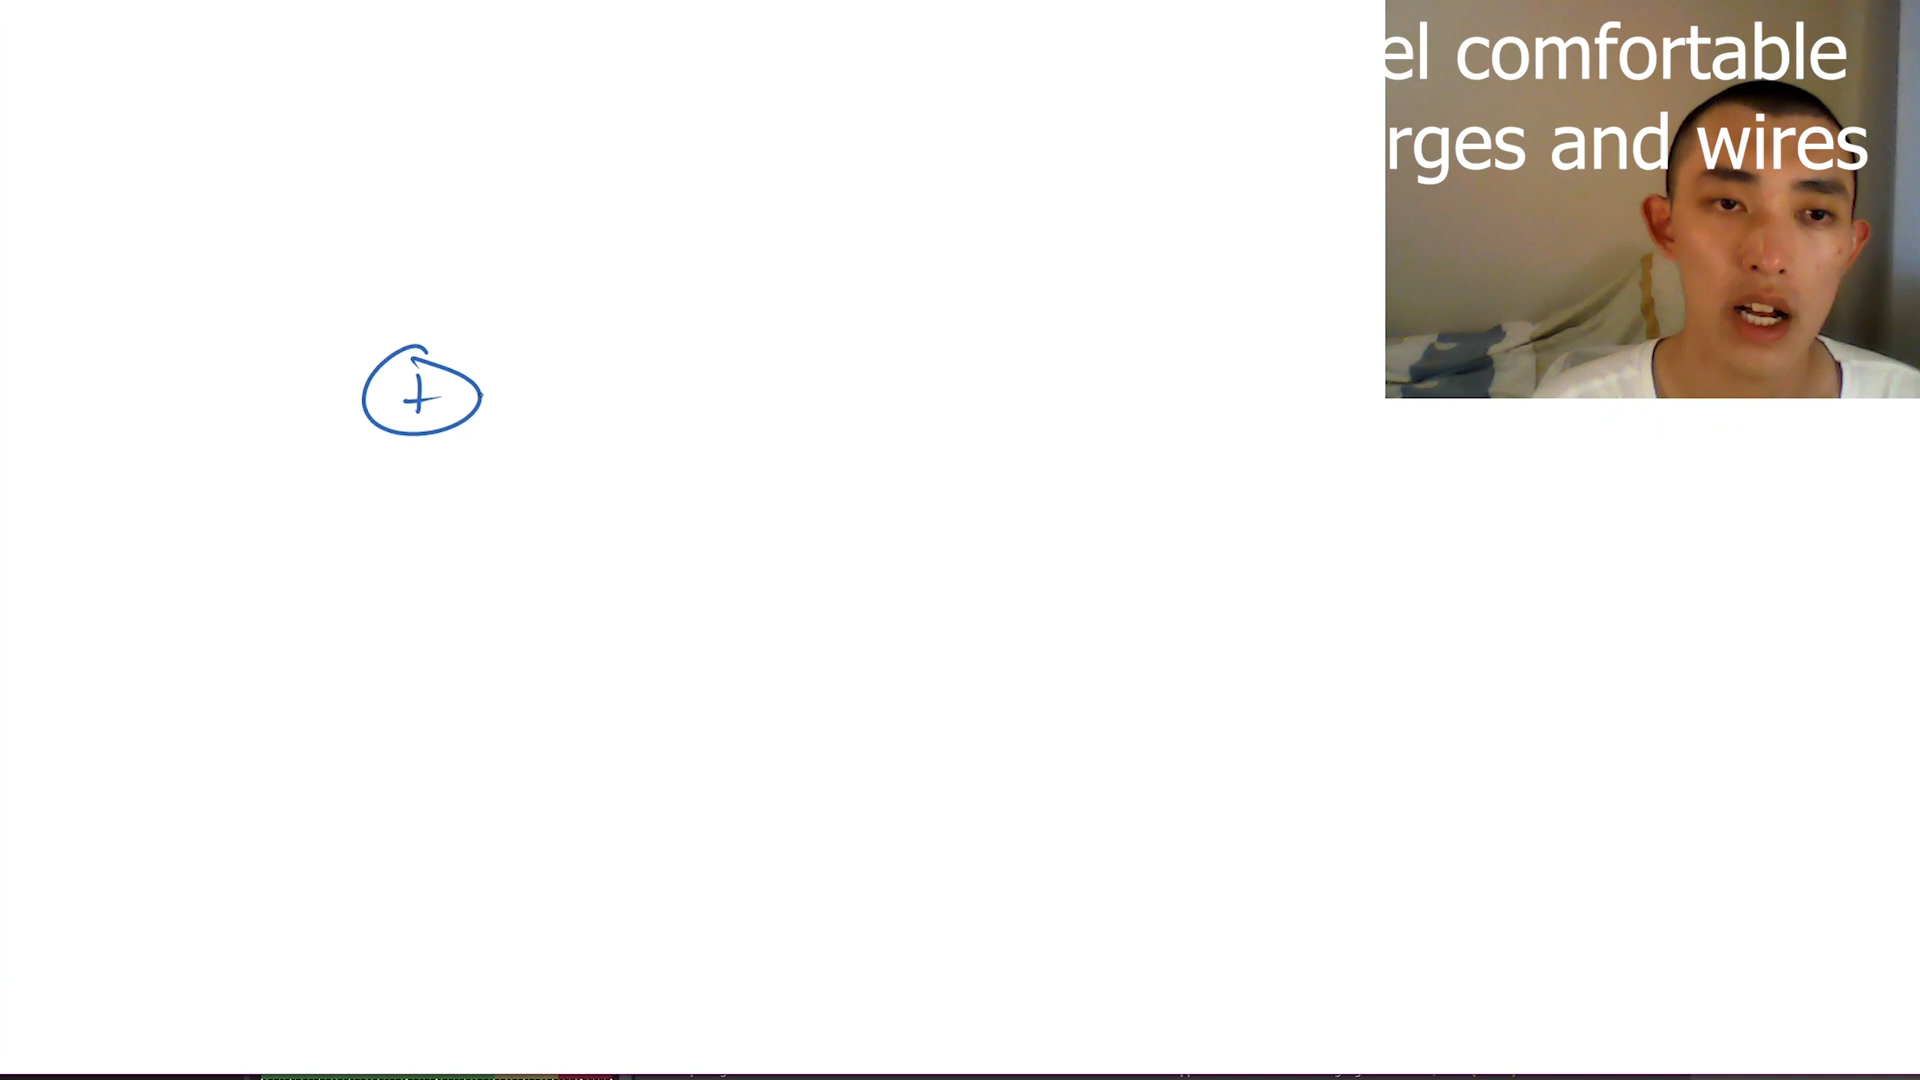 el comfortable
rges and wires
+